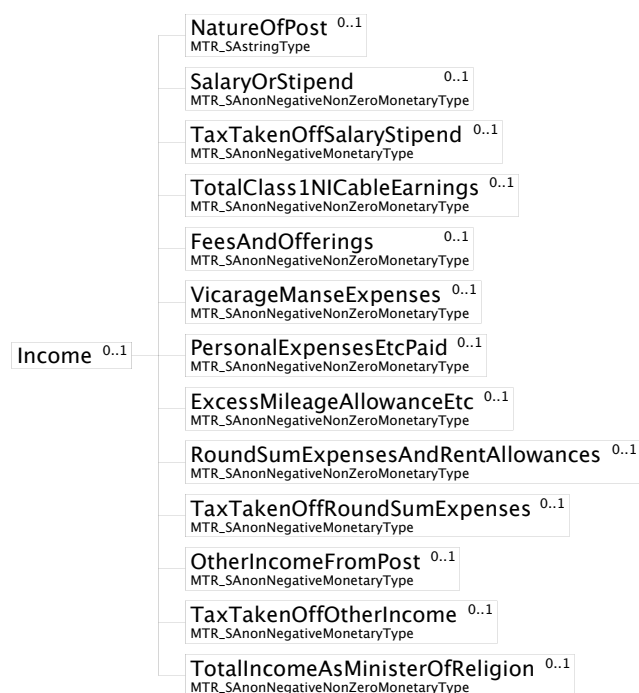 NatureOfPost 0..1
MTR_SAstringType
SalaryOrStipend 0..1
MTR_SAnonNegativeNonZeroMonetaryType
TaxTakenOffSalaryStipend 0..1
MTR_SAnonNegativeMonetaryType
TotalClass1NICableEarnings 0..1
MTR_SAnonNegativeNonZeroMonetaryType
FeesAndOfferings 0..1
MTR_SAnonNegativeNonZeroMonetaryType
VicarageManseExpenses 0..1
MTR_SAnonNegativeNonZeroMonetaryType
Income 0..1
PersonalExpensesEtcPaid 0..1
MTR_SAnonNegativeNonZeroMonetaryType
ExcessMileageAllowanceEtc 0..1
MTR_SAnonNegativeNonZeroMonetaryType
RoundSumExpensesAndRentAllowances 0..1
MTR_SAnonNegativeNonZeroMonetaryType
TaxTakenOffRoundSumExpenses 0..1
MTR_SAnonNegativeMonetaryType
OtherIncomeFromPost 0..1
MTR_SAnonNegativeMonetaryType
TaxTakenOffOtherIncome 0..1
MTR_SAnonNegativeMonetaryType
TotalIncomeAsMinisterOfReligion 0..1
MTR_SAnonNegativeNonZeroMonetaryType